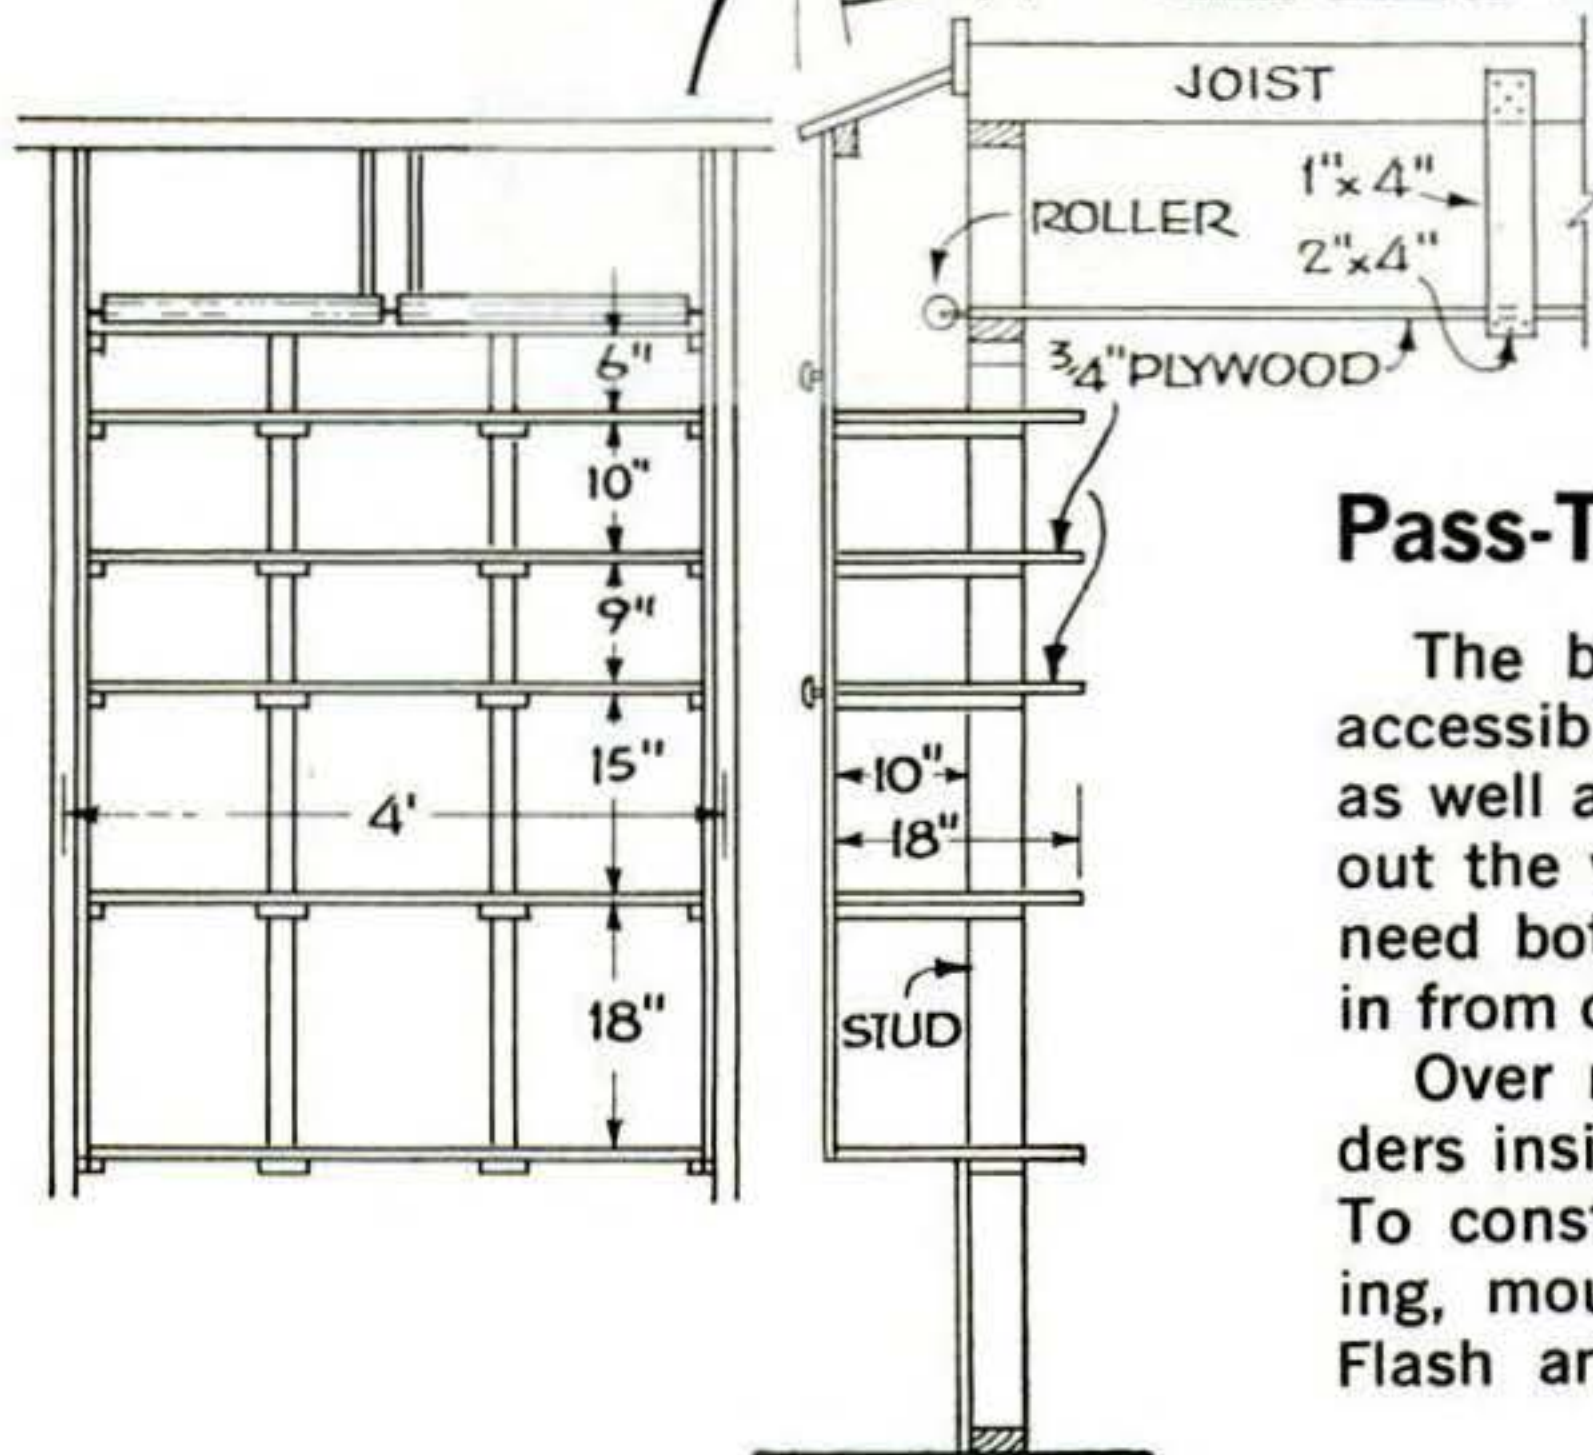 JOIST
1"x 4"
ROLLER
2"x4"
3/4" PLYWOOD
6"
10"
9"
15"
4'
18"
10"
18"
STUD
Pass-T
The b
accessib
as well a
out the
need bot
in from
Over
ders insi
To const
ing, mou
Flash an